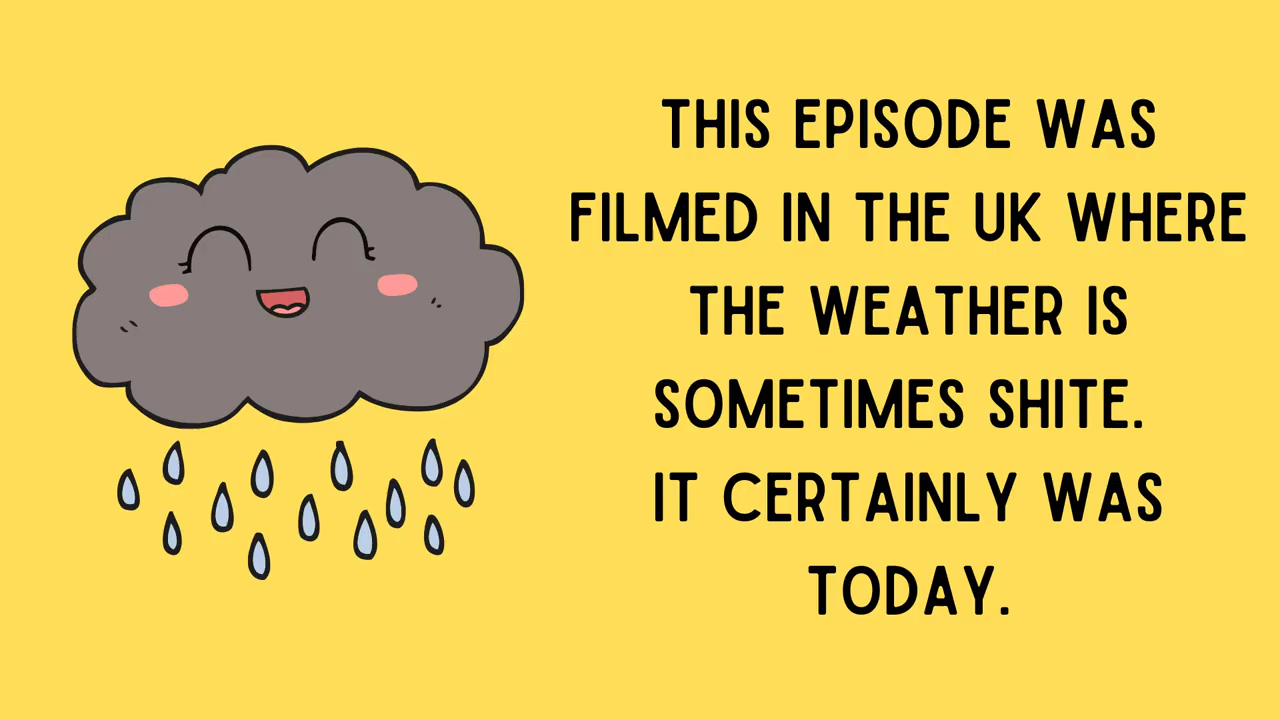 THIS EPISODE WAS
FILMED IN THE UK WHERE
THE WEATHER IS
SOMETIMES SHITE.
IT CERTAINLY WAS
TODAY.